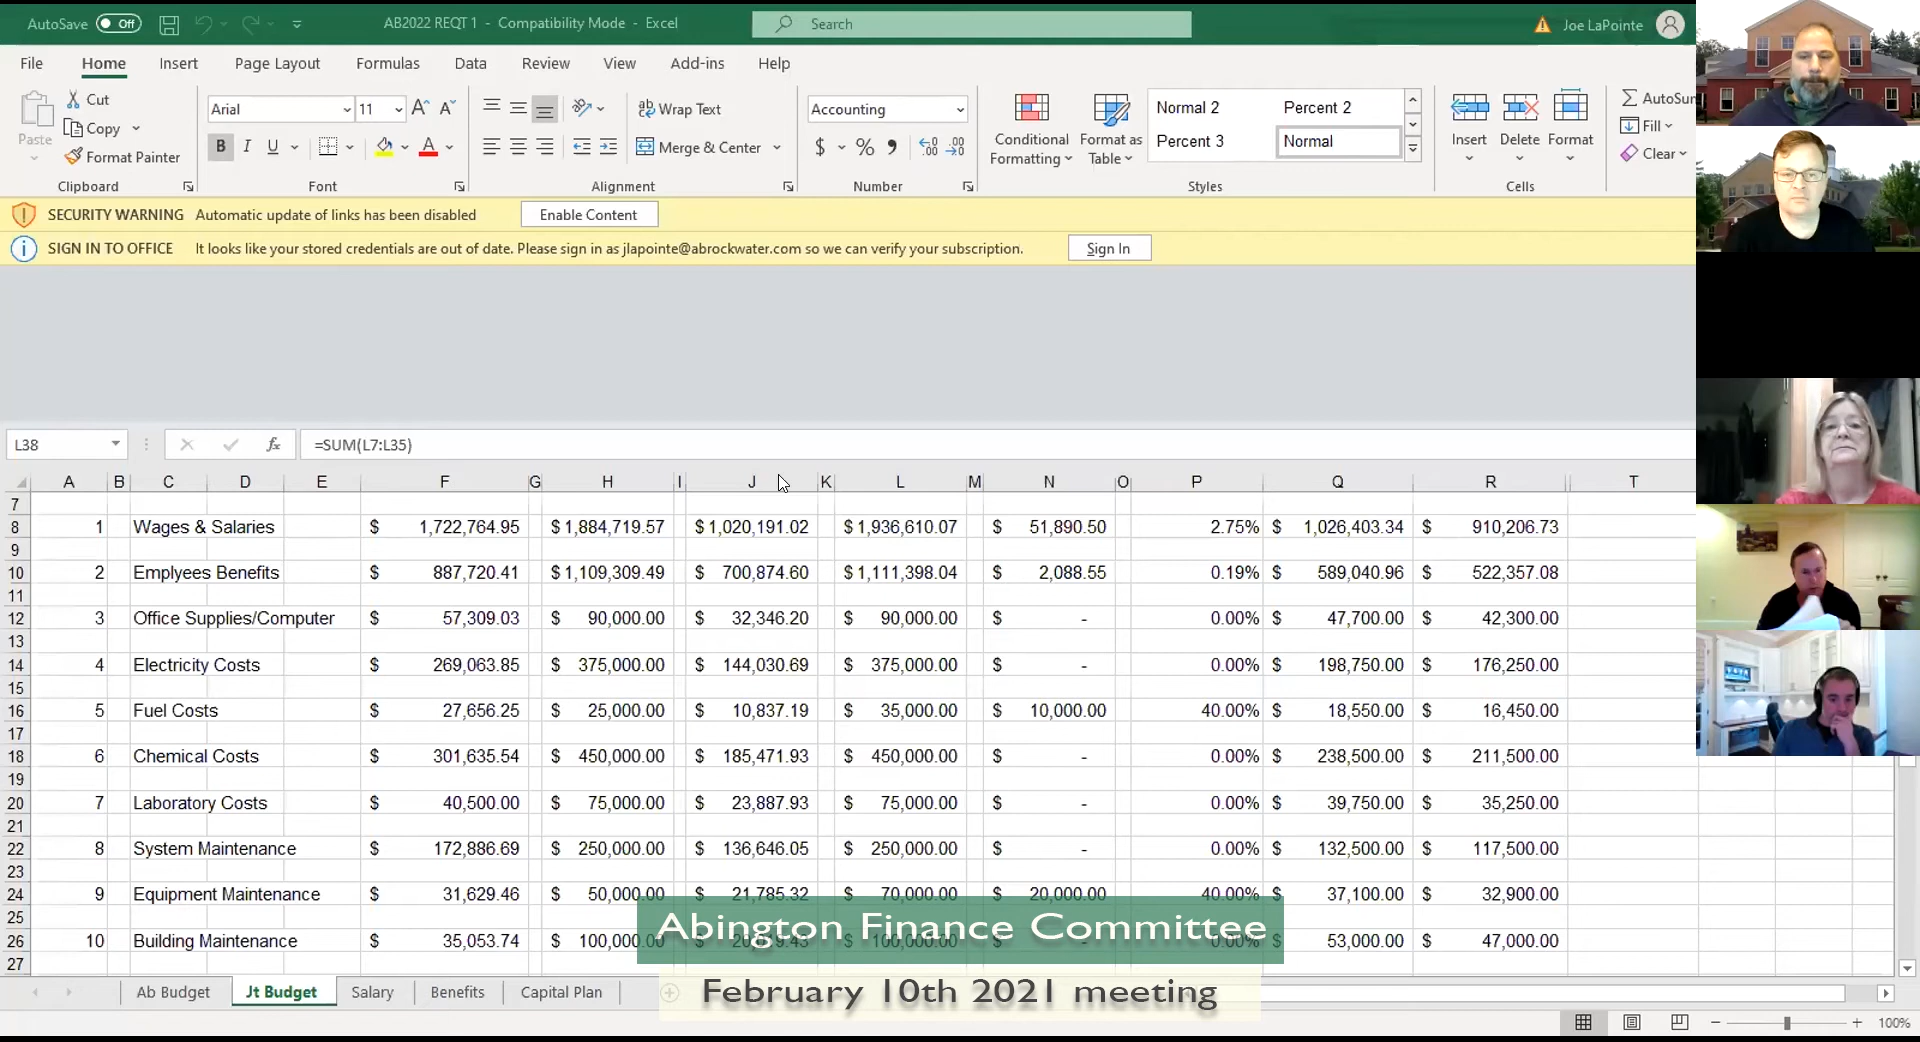 AutoSave Off AB2022 REQT 1 - Compatibility Mode - Excel Search Joe LaPointe
File Home Insert Page Layout Formulas Data Review View Add-ins Help
Paste Cut Copy Format Painter Clipboard
Arial 11 B I U Font
Wrap Text Merge & Center Alignment
Accounting $ % Number
Conditional Formatting Format as Table Normal 2 Percent 2 Percent 3 Normal Styles
Insert Delete Format Cells
Fill Clear
SECURITY WARNING Automatic update of links has been disabled Enable Content
SIGN IN TO OFFICE It looks like your stored credentials are out of date. Please sign in as jlapointe@abrockwater.com so we can verify your subscription. Sign In
L38 fx =SUM(L7:L35)
A B C D E F G H I J K L M N O P Q R T
7
8 1 Wages & Salaries $ 1,722,764.95 $ 1,884,719.57 $ 1,020,191.02 $ 1,936,610.07 $ 51,890.50 2.75% $ 1,026,403.34 $ 910,206.73
9
10 2 Emplyees Benefits $ 887,720.41 $ 1,109,309.49 $ 700,874.60 $ 1,111,398.04 $ 2,088.55 0.19% $ 589,040.96 $ 522,357.08
11
12 3 Office Supplies/Computer $ 57,309.03 $ 90,000.00 $ 32,346.20 $ 90,000.00 $ - 0.00% $ 47,700.00 $ 42,300.00
13
14 4 Electricity Costs $ 269,063.85 $ 375,000.00 $ 144,030.69 $ 375,000.00 $ - 0.00% $ 198,750.00 $ 176,250.00
15
16 5 Fuel Costs $ 27,656.25 $ 25,000.00 $ 10,837.19 $ 35,000.00 $ 10,000.00 40.00% $ 18,550.00 $ 16,450.00
17
18 6 Chemical Costs $ 301,635.54 $ 450,000.00 $ 185,471.93 $ 450,000.00 $ - 0.00% $ 238,500.00 $ 211,500.00
19
20 7 Laboratory Costs $ 40,500.00 $ 75,000.00 $ 23,887.93 $ 75,000.00 $ - 0.00% $ 39,750.00 $ 35,250.00
21
22 8 System Maintenance $ 172,886.69 $ 250,000.00 $ 136,646.05 $ 250,000.00 $ - 0.00% $ 132,500.00 $ 117,500.00
23
24 9 Equipment Maintenance $ 31,629.46 $ 50,000.00 $ 21,785.32 $ 70,000.00 $ 20,000.00 40.00% $ 37,100.00 $ 32,900.00
25
26 10 Building Maintenance $ 35,053.74 $ 100,000.00 $ 100,000.00 $ - 0.00% $ 53,000.00 $ 47,000.00
27
Abington Finance Committee
Ab Budget Jt Budget Salary Benefits Capital Plan
February 10th 2021 meeting
100%